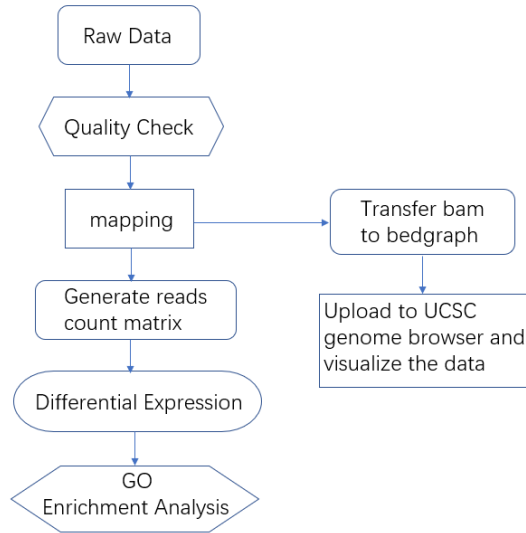 Raw Data
Quality Check
mapping
Transfer bam
to bedgraph
Generate reads
count matrix
Upload to UCSC
genome browser and
visualize the data
Differential Expression
GO
Enrichment Analysis